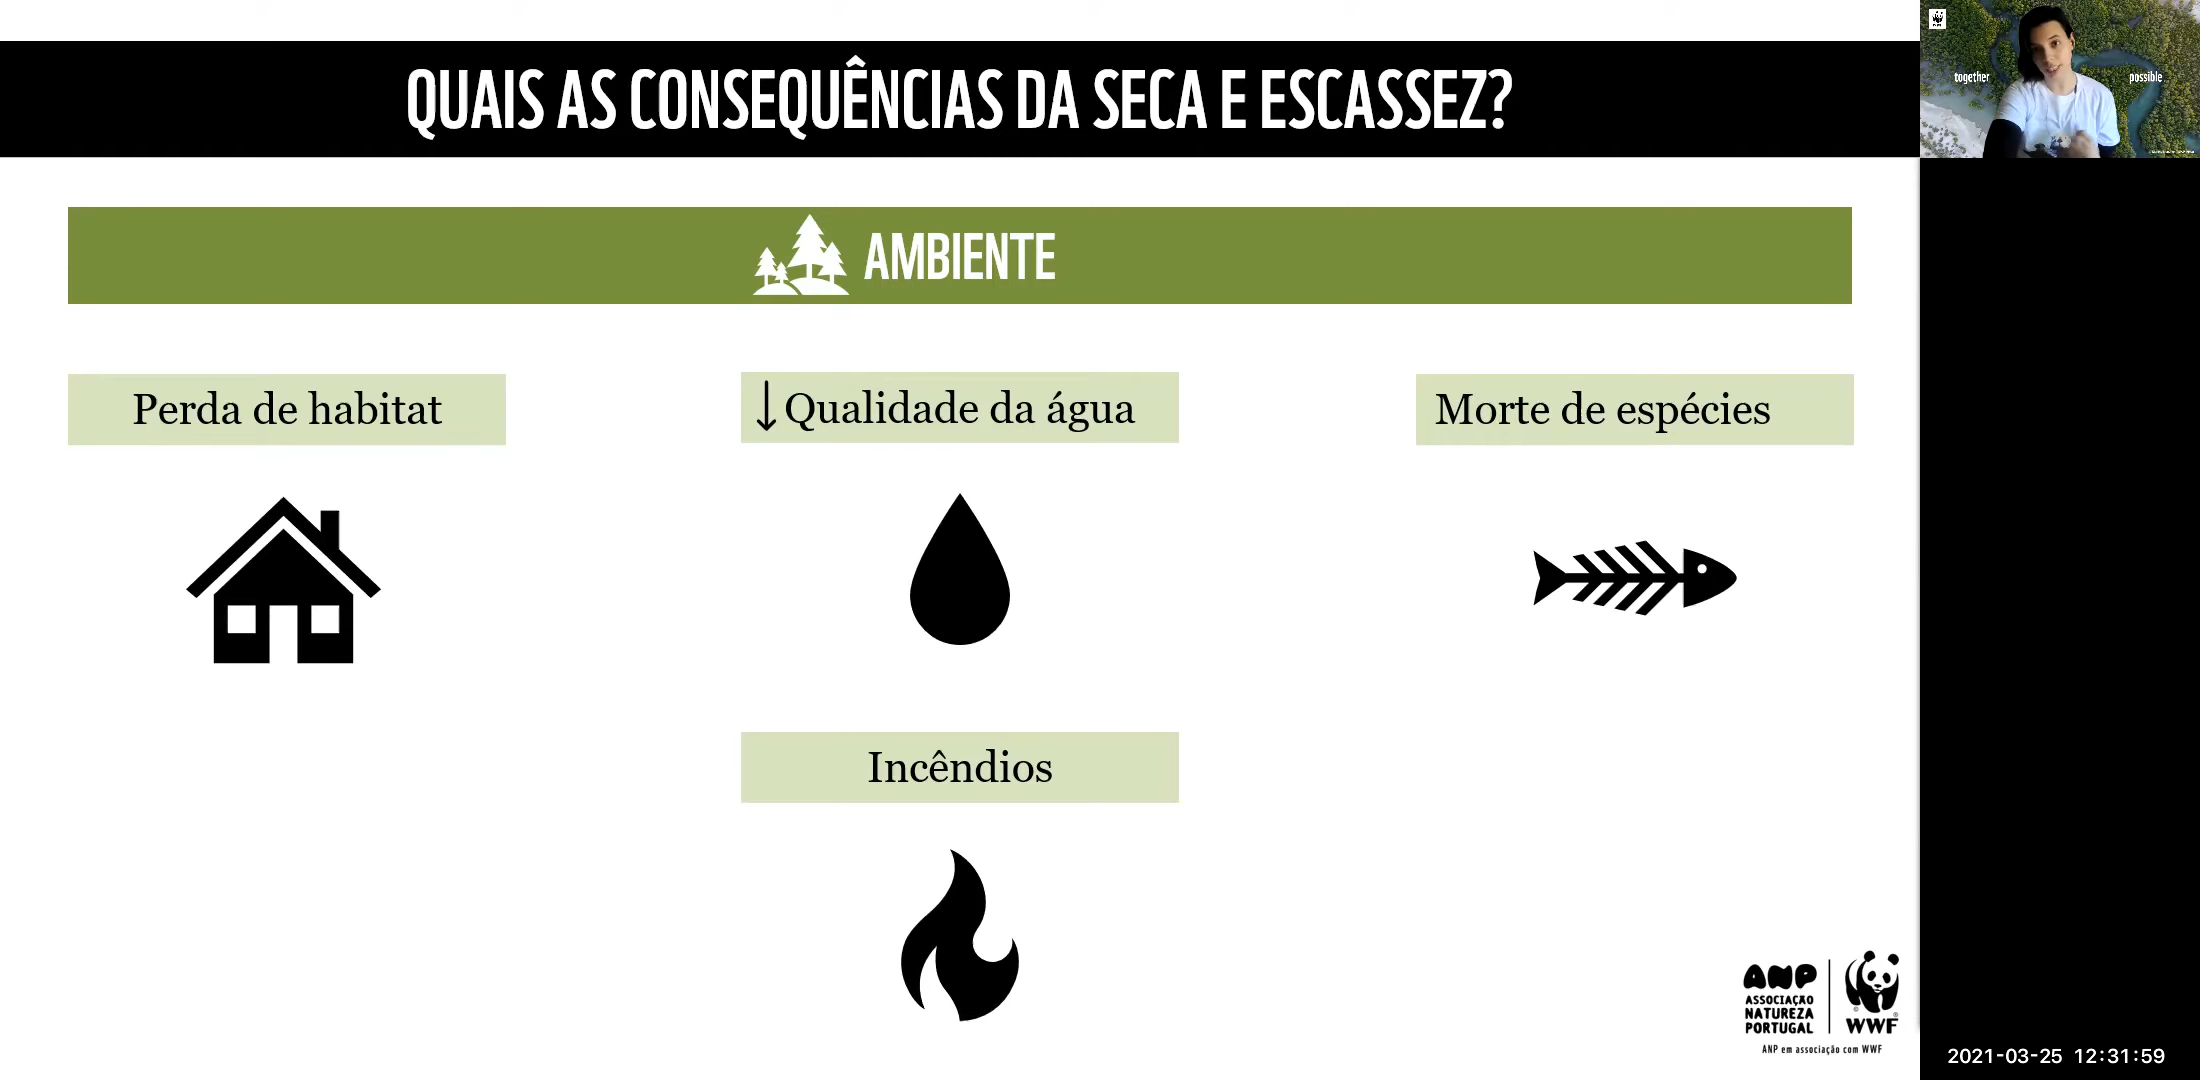 QUAIS AS CONSEQUÊNCIAS DA SECA E ESCASSEZ?
together possible
AMBIENTE
Perda de habitat
↓ Qualidade da água
Morte de espécies
Incêndios
ANP
ASSOCIAÇÃO
NATUREZA
PORTUGAL
WWF
ANP em associação com WWF
2021-03-25 12:31:59